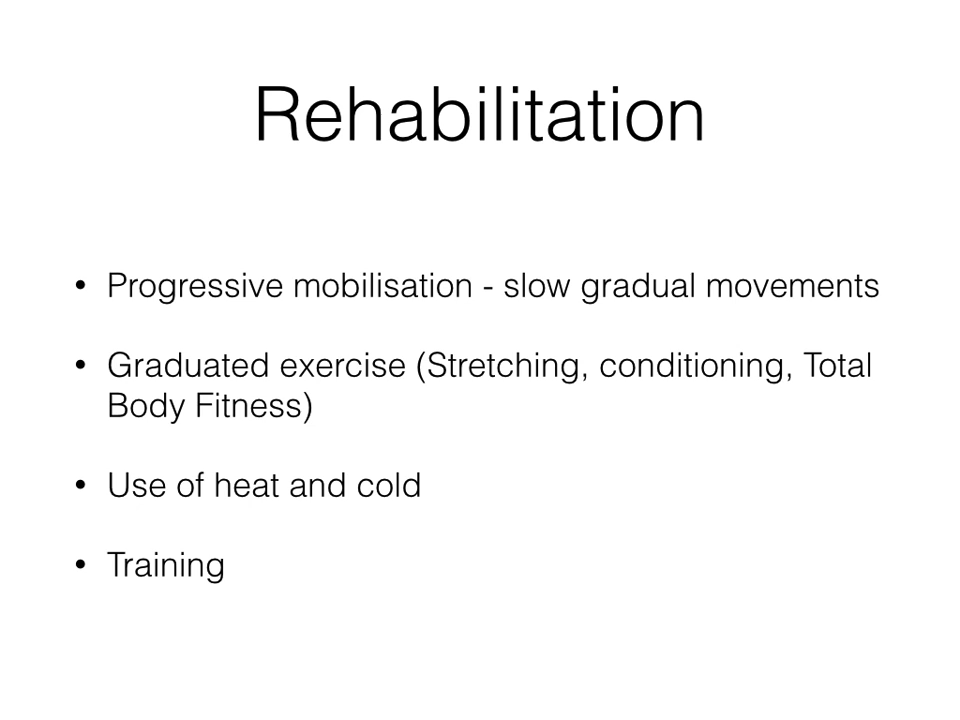 Rehabilitation
• Progressive mobilisation - slow gradual movements
• Graduated exercise (Stretching, conditioning, Total
Body Fitness)
• Use of heat and cold
• Training